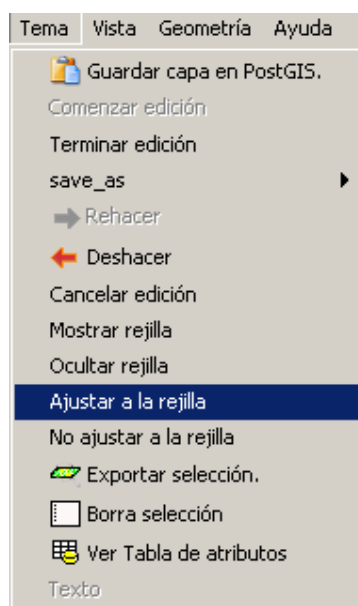 Tema Vista Geometría Ayuda
Guardar capa en PostGIS.
Comenzar edición
Terminar edición
save_as
Rehacer
Deshacer
Cancelar edición
Mostrar rejilla
Ocultar rejilla
Ajustar a la rejilla
No ajustar a la rejilla
Exportar selección.
Borra selección
Ver Tabla de atributos
Texto